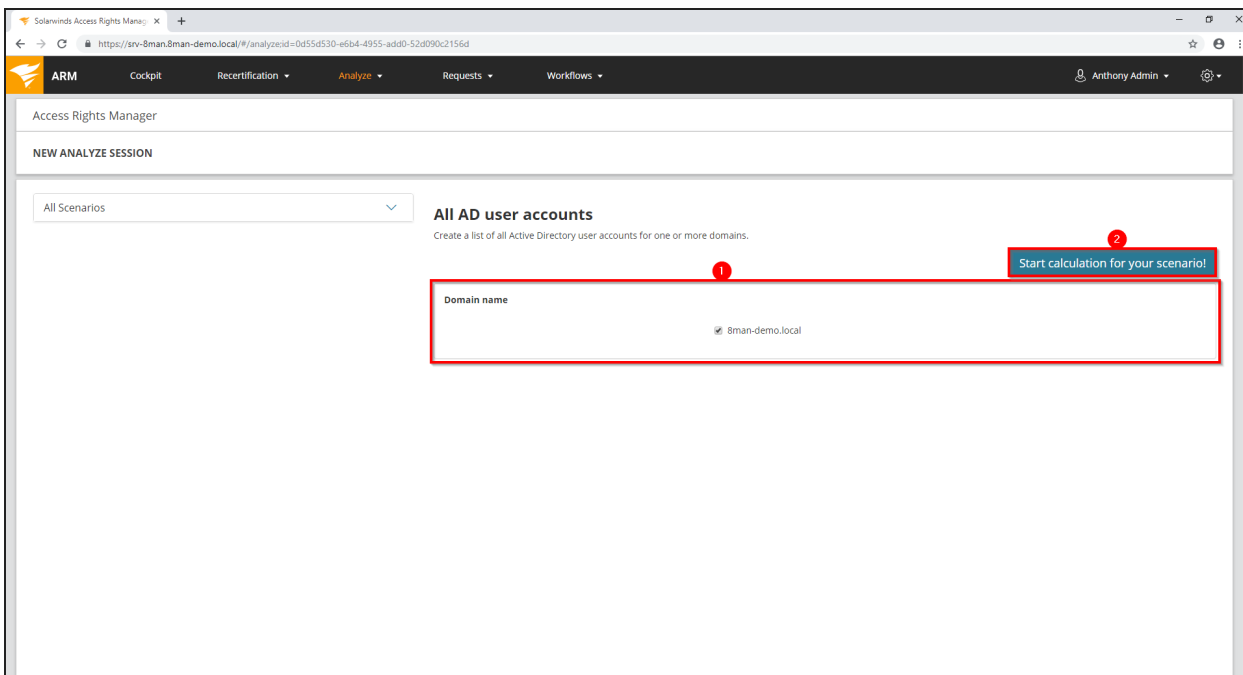 Solarwinds Access Rights Manag
https://srv-8man.8man-demo.local/#/analyze;id=0d55d530-e6b4-4955-add0-52d090c2156d
ARM Cockpit Recertification Analyze Requests Workflows Anthony Admin
Access Rights Manager
NEW ANALYZE SESSION
All Scenarios
All AD user accounts
Create a list of all Active Directory user accounts for one or more domains.
2
Start calculation for your scenario!
1
Domain name
8man-demo.local